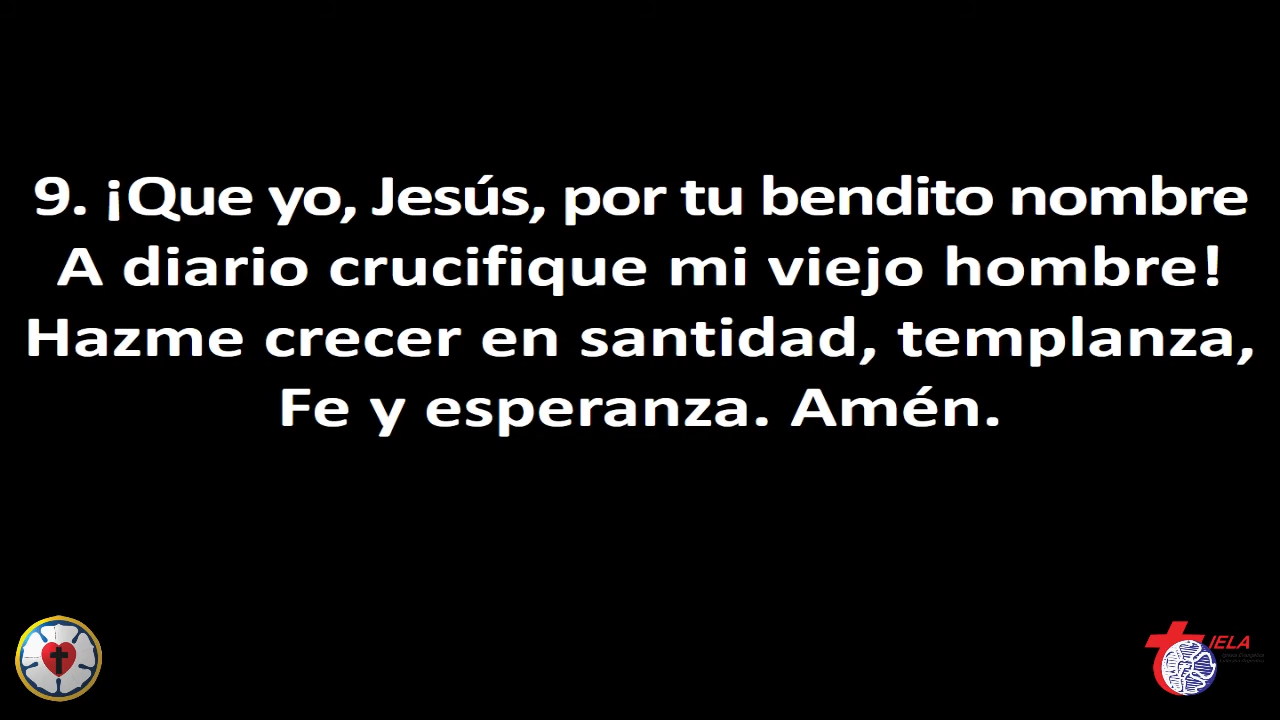 9. ¡Que yo, Jesús, por tu bendito nombre
A diario crucifique mi viejo hombre!
Hazme crecer en santidad, templanza,
Fe y esperanza. Amén.
IELA